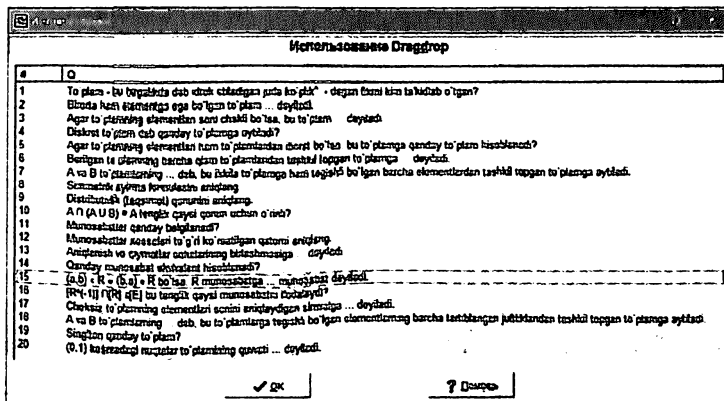 Использование Dragdrop
# Q
1 To`plam - bu birgalikda deb idrok etiladigan juda ko`plik" - degan fikrni kim ta'kidlab o`tgan?
2 Bironta ham elementga ega bo`lgan to`plam ... deyiladi.
3 Agar to`plamning elementlari soni chekli bo`lsa, bu to`plam deyiladi
4 Diskret to`plam deb qanday to`plamga aytiladi?
5 Agar to`plamning elementlari ham to`plamlardan iborat bo`lsa, bu to`plamga qanday to`plam hisoblanadi?
6 Berilgan to`plamning barcha qism to`plamlaridan tashkil topgan to`plamga deyiladi.
7 A va B to`plamlarning ... deb, bu ikkila to`plamga ham tegishli bo`lgan barcha elementlardan tashkil topgan to`plamga aytiladi.
8 Simmetrik ayirma formulasini aniqlang
9 Distributivlik (taqsimot) qonunini aniqlang.
10 A ∩ (A U B) = A tenglik qaysi qonun uchun o`rinli?
11 Munosabatlar qanday belgilanadi?
12 Munosabatlar xossalari to`g`ri ko`rsatilgan qatorni aniqlang.
13 Aniqlanish va qiymatlar sohalarining birlashmasiga deyiladi
14 Qanday munosabat ekvivalent hisoblanadi?
15 (a,b) ∈ R = (b,a) ∈ R bo`lsa, R munosabatga ... munosabat deyiladi.
16 bu tenglik qaysi munosabatni ifodalaydi?
17 Cheksiz to`plamning elementlari sonini aniqlaydigan simvolga ... deyiladi.
18 A va B to`plamlarning deb, bu to`plamlarga tegishli bo`lgan elementlarning barcha tartiblangan juftliklaridan tashkil topgan to`plamga aytiladi.
19 Singlton qanday to`plam?
20 (0,1) kesmadagi nuqtalar to`plamining quvvati ... deyiladi.
OK ? Помощь